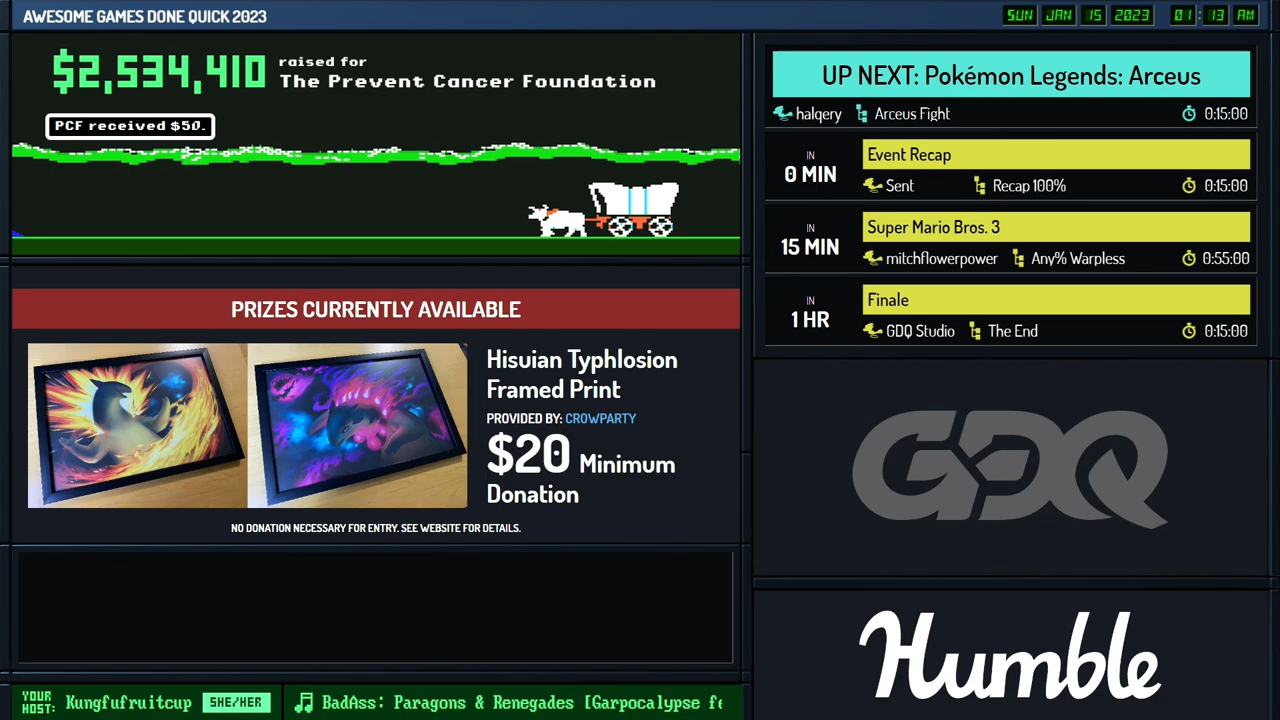 AWESOME GAMES DONE QUICK 2023
SUN JAN 15 2023 01:13 AM
$2,534,410
raised for
The Prevent Cancer Foundation
PCF received $50.
PRIZES CURRENTLY AVAILABLE
Hisuian Typhlosion
Framed Print
PROVIDED BY: CROWPARTY
$20 Minimum
Donation
NO DONATION NECESSARY FOR ENTRY. SEE WEBSITE FOR DETAILS.
YOUR
HOST:
Kungfufruitcup SHE/HER
BadAss: Paragons & Renegades [Garpocalypse fe
UP NEXT: Pokémon Legends: Arceus
halqery Arceus Fight 0:15:00
IN
0 MIN
Event Recap
Sent Recap 100% 0:15:00
IN
15 MIN
Super Mario Bros. 3
mitchflowerpower Any% Warpless 0:55:00
IN
1 HR
Finale
GDQ Studio The End 0:15:00
GDQ
Humble